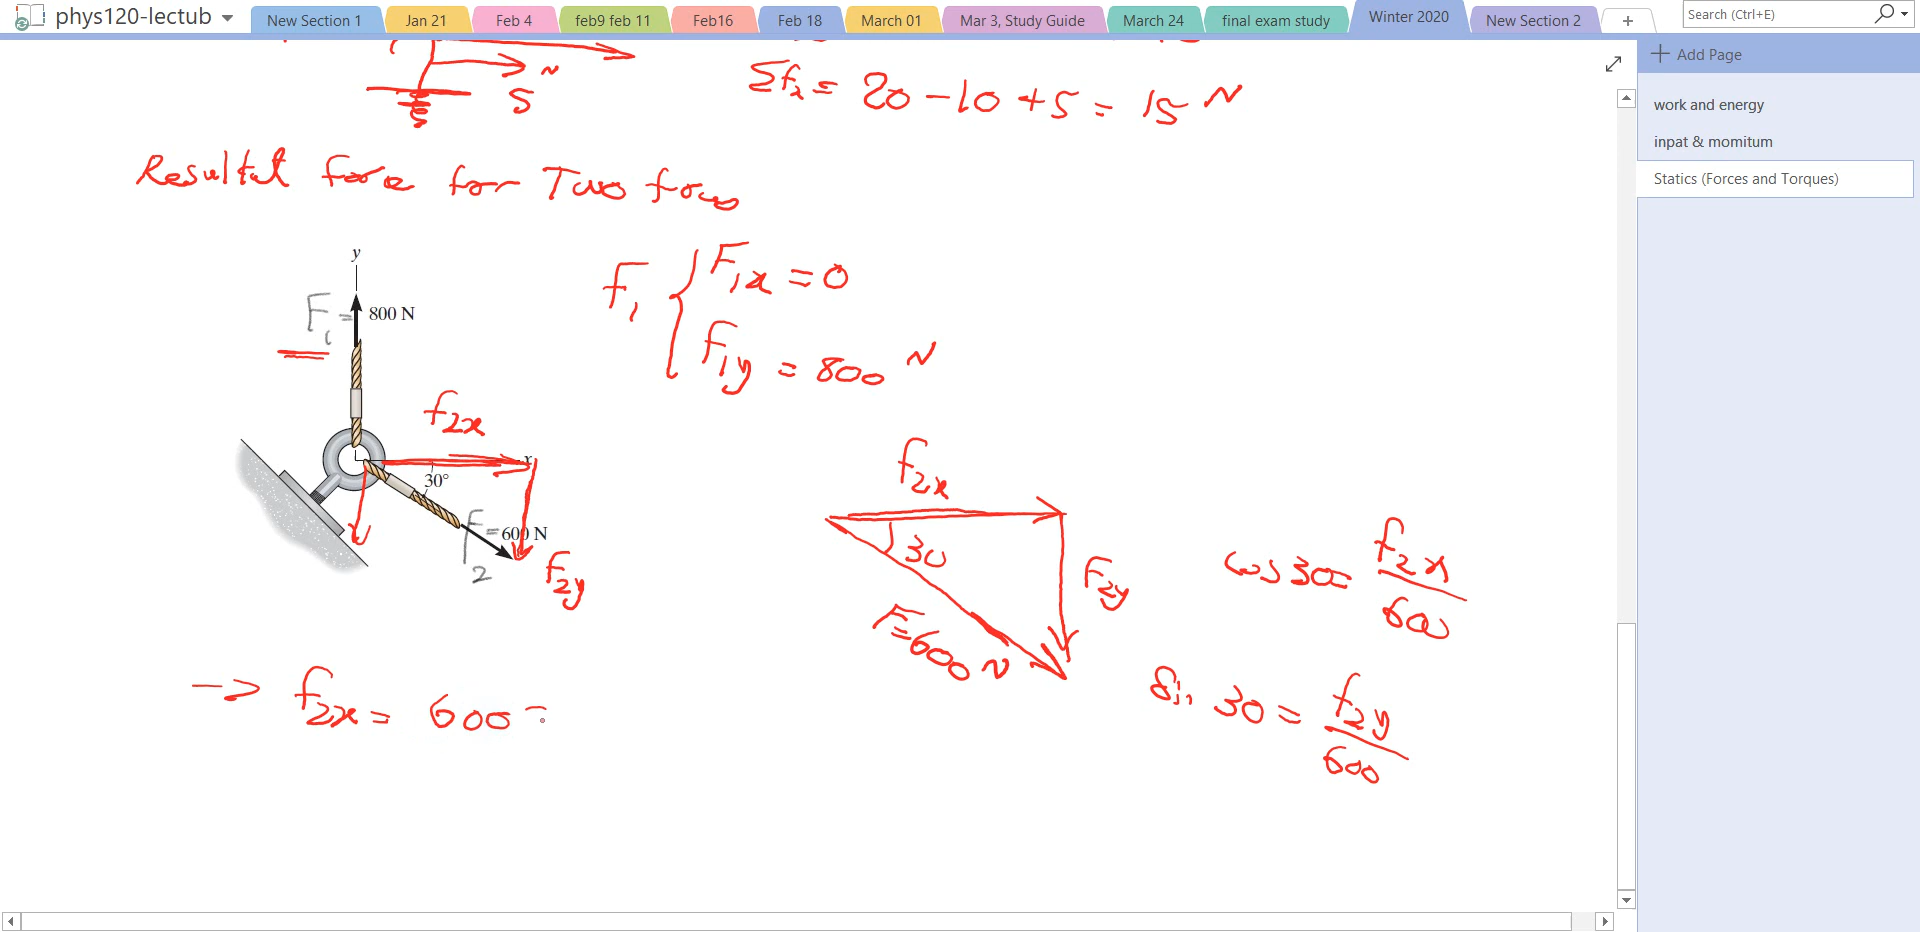 phys120-lectub
New Section 1
Jan 21
Feb 4
feb9 feb 11
Feb16
Feb 18
March 01
Mar 3, Study Guide
March 24
final exam study
Winter 2020
New Section 2
+
Search (Ctrl+E)
Add Page
work and energy
inpat & momitum
Statics (Forces and Torques)
N
5
Σfx = 20 - 10 + 5 = 15 N
Resultat force for Two
y
F1 =
800 N
f1 { F1x = 0
F1y = 800 N
f2x
x
30°
F2 = 600 N
f2y
f2x
30
F2y
F = 600 N
cos 30 = f2x / 600
sin 30 = f2y / 600
-> f2x = 600